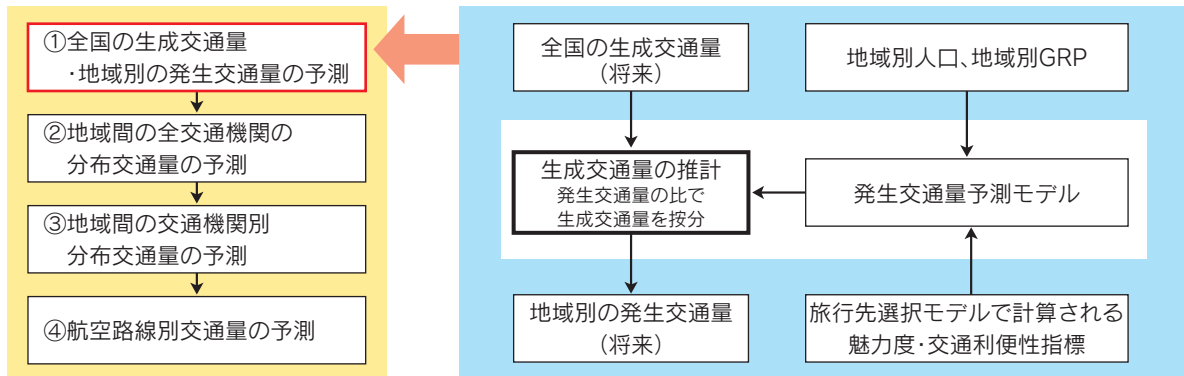 ①全国の生成交通量
・地域別の発生交通量の予測
②地域間の全交通機関の
分布交通量の予測
③地域間の交通機関別
分布交通量の予測
④航空路線別交通量の予測
全国の生成交通量
（将来）
地域別人口、地域別GRP
生成交通量の推計
発生交通量の比で
生成交通量を按分
発生交通量予測モデル
地域別の発生交通量
（将来）
旅行先選択モデルで計算される
魅力度・交通利便性指標